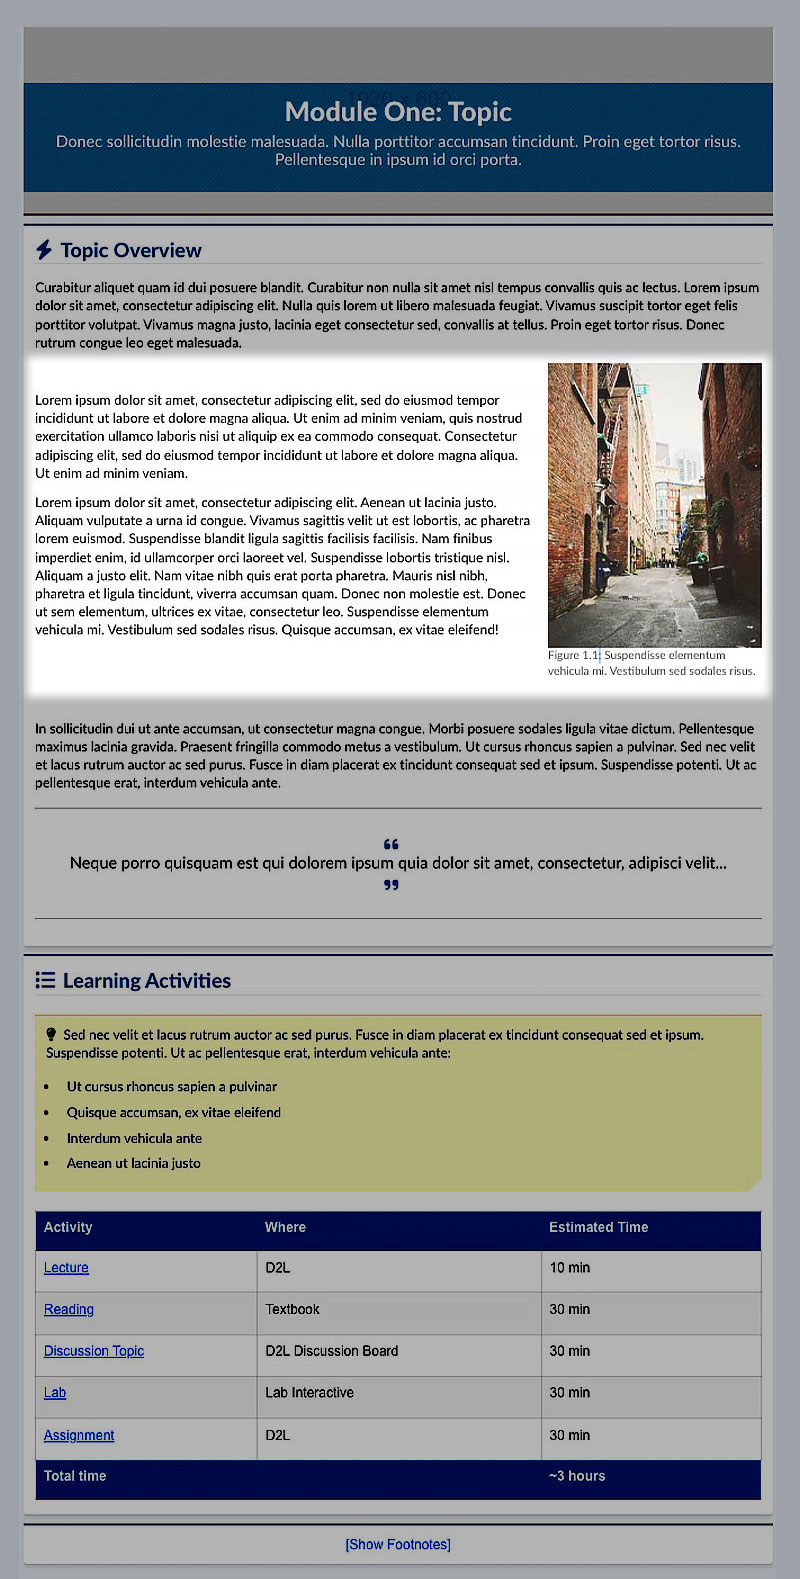 1920 x 600
Module One: Topic
Donec sollicitudin molestie malesuada. Nulla porttitor accumsan tincidunt. Proin eget tortor risus.
Pellentesque in ipsum id orci porta.
Topic Overview
Curabitur aliquet quam id dui posuere blandit. Curabitur non nulla sit amet nisl tempus convallis quis ac lectus. Lorem ipsum
dolor sit amet, consectetur adipiscing elit. Nulla quis lorem ut libero malesuada feugiat. Vivamus suscipit tortor eget felis
porttitor volutpat. Vivamus magna justo, lacinia eget consectetur sed, convallis at tellus. Proin eget tortor risus. Donec
rutrum congue leo eget malesuada.
Lorem ipsum dolor sit amet, consectetur adipiscing elit, sed do eiusmod tempor
incididunt ut labore et dolore magna aliqua. Ut enim ad minim veniam, quis nostrud
exercitation ullamco laboris nisi ut aliquip ex ea commodo consequat. Consectetur
adipiscing elit, sed do eiusmod tempor incididunt ut labore et dolore magna aliqua.
Ut enim ad minim veniam.
Lorem ipsum dolor sit amet, consectetur adipiscing elit. Aenean ut lacinia justo.
Aliquam vulputate a urna id congue. Vivamus sagittis velit ut est lobortis, ac pharetra
lorem euismod. Suspendisse blandit ligula sagittis facilisis facilisis. Nam finibus
imperdiet enim, id ullamcorper orci laoreet vel. Suspendisse lobortis tristique nisl.
Aliquam a justo elit. Nam vitae nibh quis erat porta pharetra. Mauris nisl nibh,
pharetra et ligula tincidunt, viverra accumsan quam. Donec non molestie est. Donec
ut sem elementum, ultrices ex vitae, consectetur leo. Suspendisse elementum
vehicula mi. Vestibulum sed sodales risus. Quisque accumsan, ex vitae eleifend!
Figure 1.1: Suspendisse elementum
vehicula mi. Vestibulum sed sodales risus.
In sollicitudin dui ut ante accumsan, ut consectetur magna congue. Morbi posuere sodales ligula vitae dictum. Pellentesque
maximus lacinia gravida. Praesent fringilla commodo metus a vestibulum. Ut cursus rhoncus sapien a pulvinar. Sed nec velit
et lacus rutrum auctor ac sed purus. Fusce in diam placerat ex tincidunt consequat sed et ipsum. Suspendisse potenti. Ut ac
pellentesque erat, interdum vehicula ante.
“
Neque porro quisquam est qui dolorem ipsum quia dolor sit amet, consectetur, adipisci velit...
”
Learning Activities
Sed nec velit et lacus rutrum auctor ac sed purus. Fusce in diam placerat ex tincidunt consequat sed et ipsum.
Suspendisse potenti. Ut ac pellentesque erat, interdum vehicula ante:
• Ut cursus rhoncus sapien a pulvinar
• Quisque accumsan, ex vitae eleifend
• Interdum vehicula ante
• Aenean ut lacinia justo
Activity Where Estimated Time
Lecture D2L 10 min
Reading Textbook 30 min
Discussion Topic D2L Discussion Board 30 min
Lab Lab Interactive 30 min
Assignment D2L 30 min
Total time ~3 hours
[Show Footnotes]